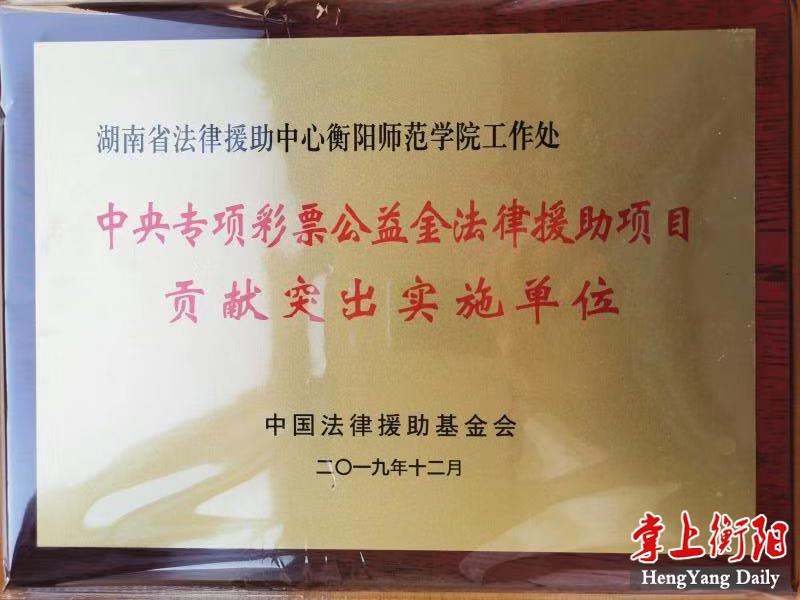 湖南省法律援助中心衡阳师范学院工作处
中央专项彩票公益金法律援助项目
贡献突出实施单位
中国法律援助基金会
二〇一九年十二月
掌上衡阳
HengYang Daily